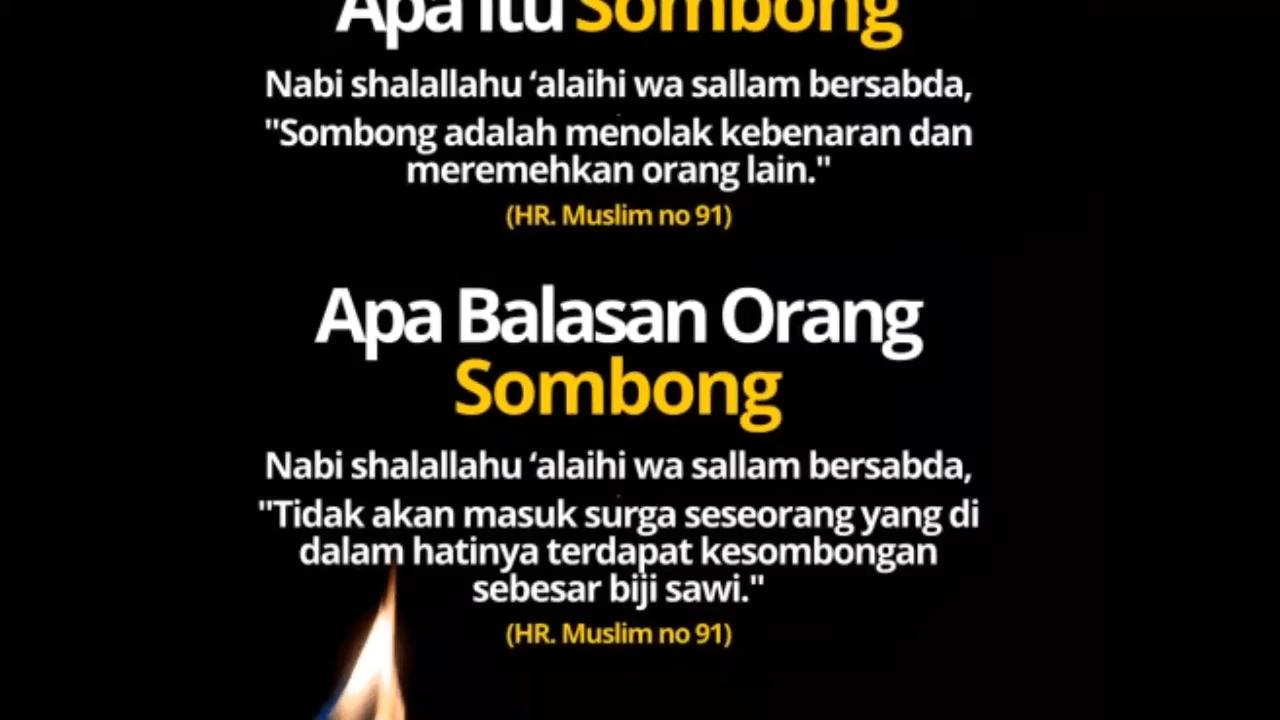 Apa itu Sombong
Nabi shalallahu ‘alaihi wa sallam bersabda,
"Sombong adalah menolak kebenaran dan
meremehkan orang lain."
(HR. Muslim no 91)
Apa Balasan Orang
Sombong
Nabi shalallahu ‘alaihi wa sallam bersabda,
"Tidak akan masuk surga seseorang yang di
dalam hatinya terdapat kesombongan
sebesar biji sawi."
(HR. Muslim no 91)